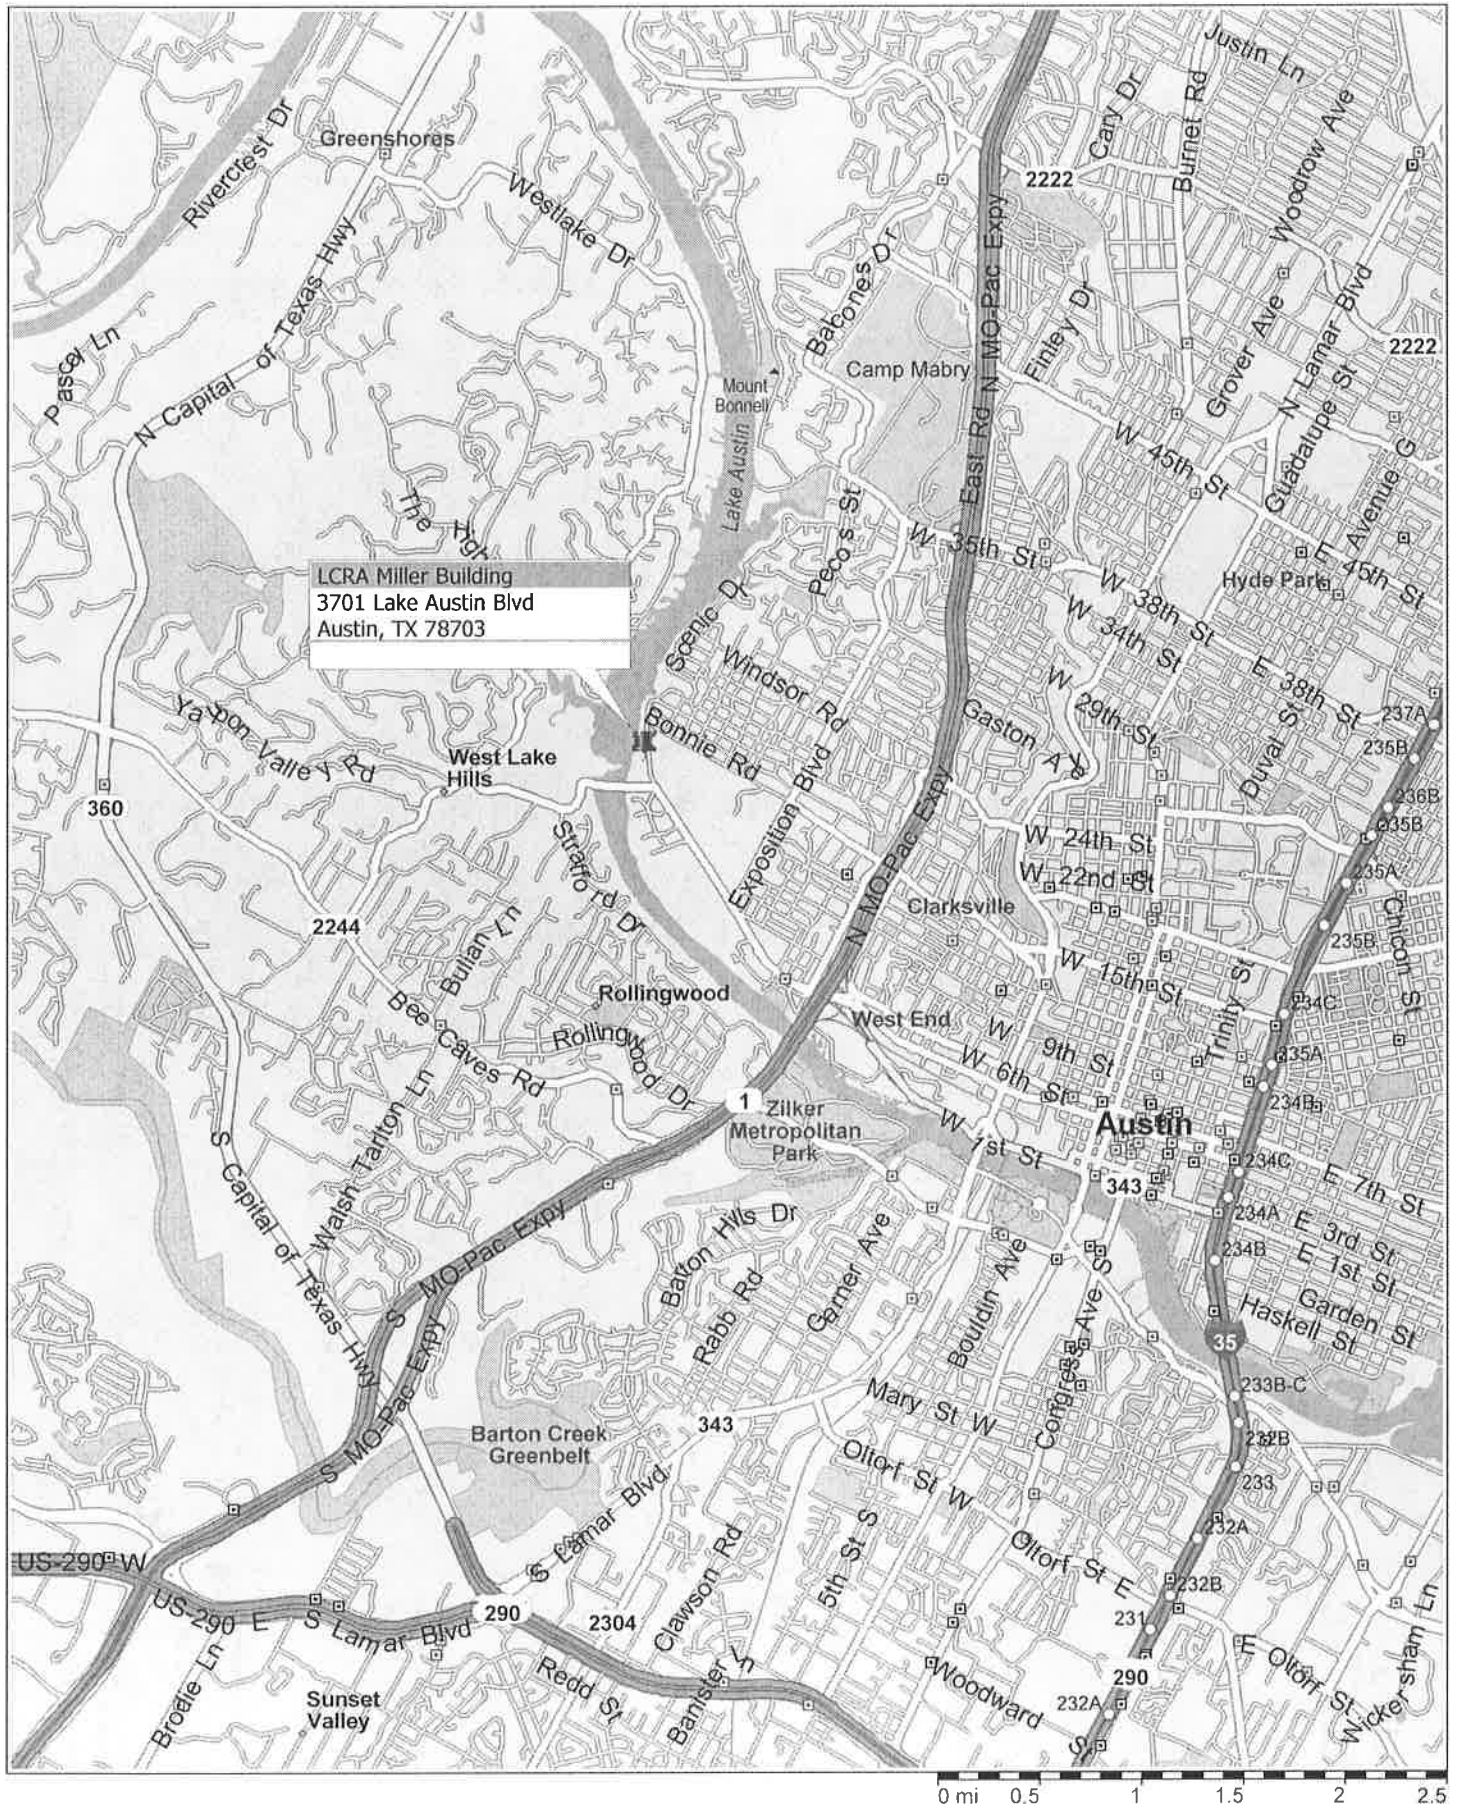 Justin Ln
Cary Dr
Burnet Rd
Woodrow Ave
Greenshores
Rivercrest Dr
2222
Westlake Dr
N Capital of Texas Hwy
Balcones Dr
N MO-Pac Expy
Finley Dr
Grover Ave
N Lamar Blvd
2222
Pascal Ln
Camp Mabry
Mount
Bonnell
Guadalupe St
Lake Austin
East Rd
W 45th St
Avenue G
The High
Pecos St
W 35th St
E 45th St
Hyde Park
LCRA Miller Building
3701 Lake Austin Blvd
Austin, TX 78703
W 38th St
W 34th St
Scenic Dr
Windsor Rd
W 29th St
E 38th St
Yaupon Valley Rd
Bonnie Rd
Gaston Ave
Duval St
237A
235B
West Lake
Hills
360
236B
235B
Exposition Blvd
N MO-Pac Expy
W 24th St
Stratford Dr
W 22nd St
235A
Clarksville
2244
Bulian Ln
Chicon St
235B
W 15th St
Trinity St
Rollingwood
234C
Bee Caves Rd
Rollingwood Dr
West End
W 9th St
W 6th St
235A
234B
1
Zilker
Metropolitan
Park
W 1st St
Austin
Walsh Tarlton Ln
343
234C
E 7th St
S Capital of Texas Hwy
Barton Hills Dr
234A
E 3rd St
S MO-Pac Expy
Garner Ave
Bouldin Ave
234B
E 1st St
Rabb Rd
Garden St
Haskell St
35
Congress Ave S
S MO-Pac Expy
Mary St W
233B-C
343
Barton Creek
Greenbelt
232B
Oltorf St W
233
S Lamar Blvd
232A
US-290 W
Oltorf St E
5th St S
Clawson Rd
232B
US-290 E
S Lamar Blvd
290
2304
231
Brodie Ln
Redd St
Banister Ln
Woodward St
290
E Oltorf St
Wickersham Ln
Sunset
Valley
232A
0 mi 0.5 1 1.5 2 2.5